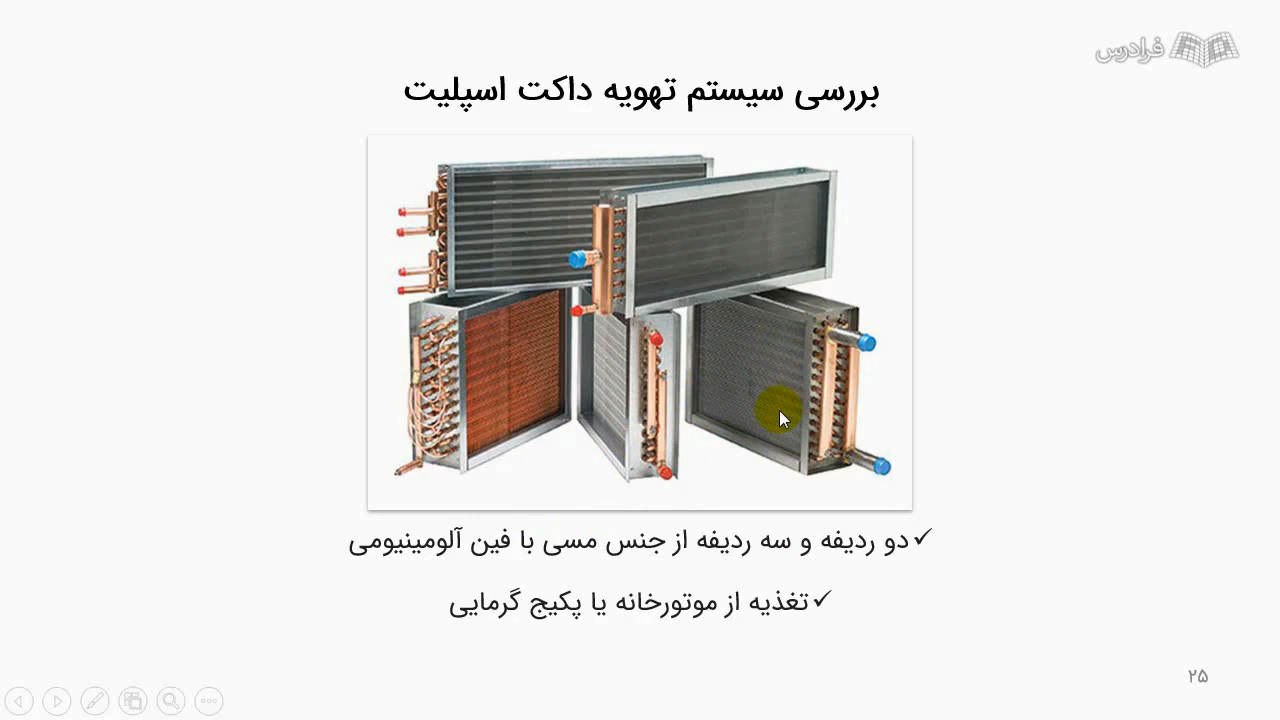 فرادرس
بررسی سیستم تهویه داکت اسپلیت
✓ دو ردیفه و سه ردیفه از جنس مسی با فین آلومینیومی
✓ تغذیه از موتورخانه یا پکیج گرمایی
۲۵